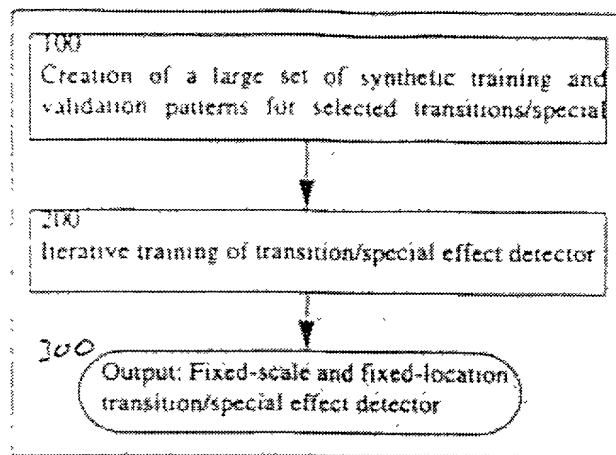 100
Creation of a large set of synthetic training and
validation patterns for selected transitions/special
200
Iterative training of transition/special effect detector
300
Output: Fixed-scale and fixed-location
transition/special effect detector